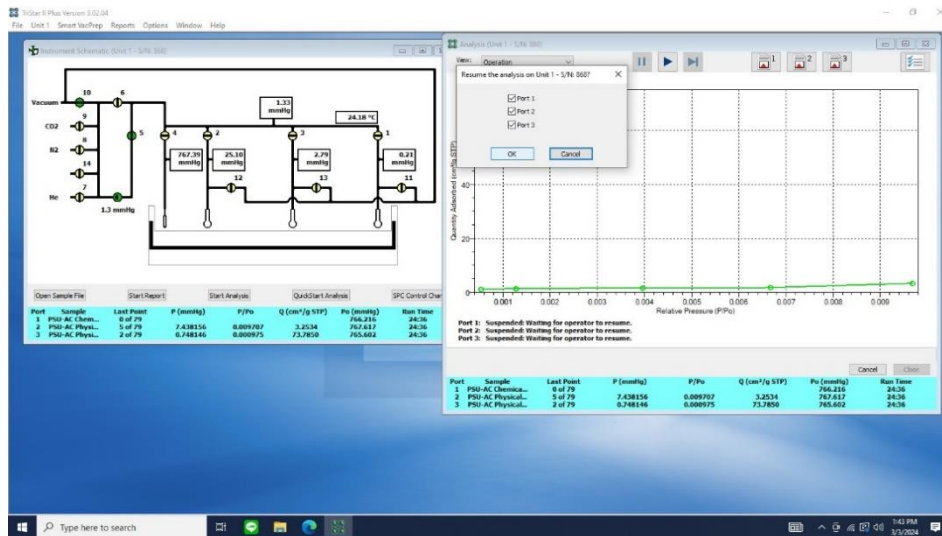 TriStar II Plus Version 3.02.04
File Unit 1 Smart VacPrep Reports Options Window Help
Instrument Schematic (Unit 1 - S/N: 868)
10
6
Vacuum
9
CO2
8
N2
14
7
He
5
1.3 mmHg
1.33
mmHg
24.18 °C
4
2
3
1
767.39
mmHg
25.10
mmHg
2.79
mmHg
0.21
mmHg
12
13
11
Open Sample File Start Report Start Analysis QuickStart Analysis SPC Control Char
Port Sample Last Point P (mmHg) P/Po Q (cm³/g STP) Po (mmHg) Run Time
1 PSU-AC Chem... 0 of 79 766.216 24:36
2 PSU-AC Physi... 5 of 79 7.438156 0.009707 3.2534 767.617 24:36
3 PSU-AC Physi... 2 of 79 0.748146 0.000975 73.7850 765.602 24:36
Analysis (Unit 1 - S/N: 868)
View: Operation
1 2 3
Resume the analysis on Unit 1 - S/N: 868?
Port 1
Port 2
Port 3
OK Cancel
Quantity Adsorbed (cm³/g STP)
40
20
0
0.001 0.002 0.003 0.004 0.005 0.006 0.007 0.008 0.009
Relative Pressure (P/Po)
Port 1: Suspended: Waiting for operator to resume.
Port 2: Suspended: Waiting for operator to resume.
Port 3: Suspended: Waiting for operator to resume.
Cancel Close
Port Sample Last Point P (mmHg) P/Po Q (cm³/g STP) Po (mmHg) Run Time
1 PSU-AC Chemica... 0 of 79 766.216 24:36
2 PSU-AC Physical... 5 of 79 7.438156 0.009707 3.2534 767.617 24:36
3 PSU-AC Physical... 2 of 79 0.748146 0.000975 73.7850 765.602 24:36
Type here to search
1:43 PM
3/3/2024